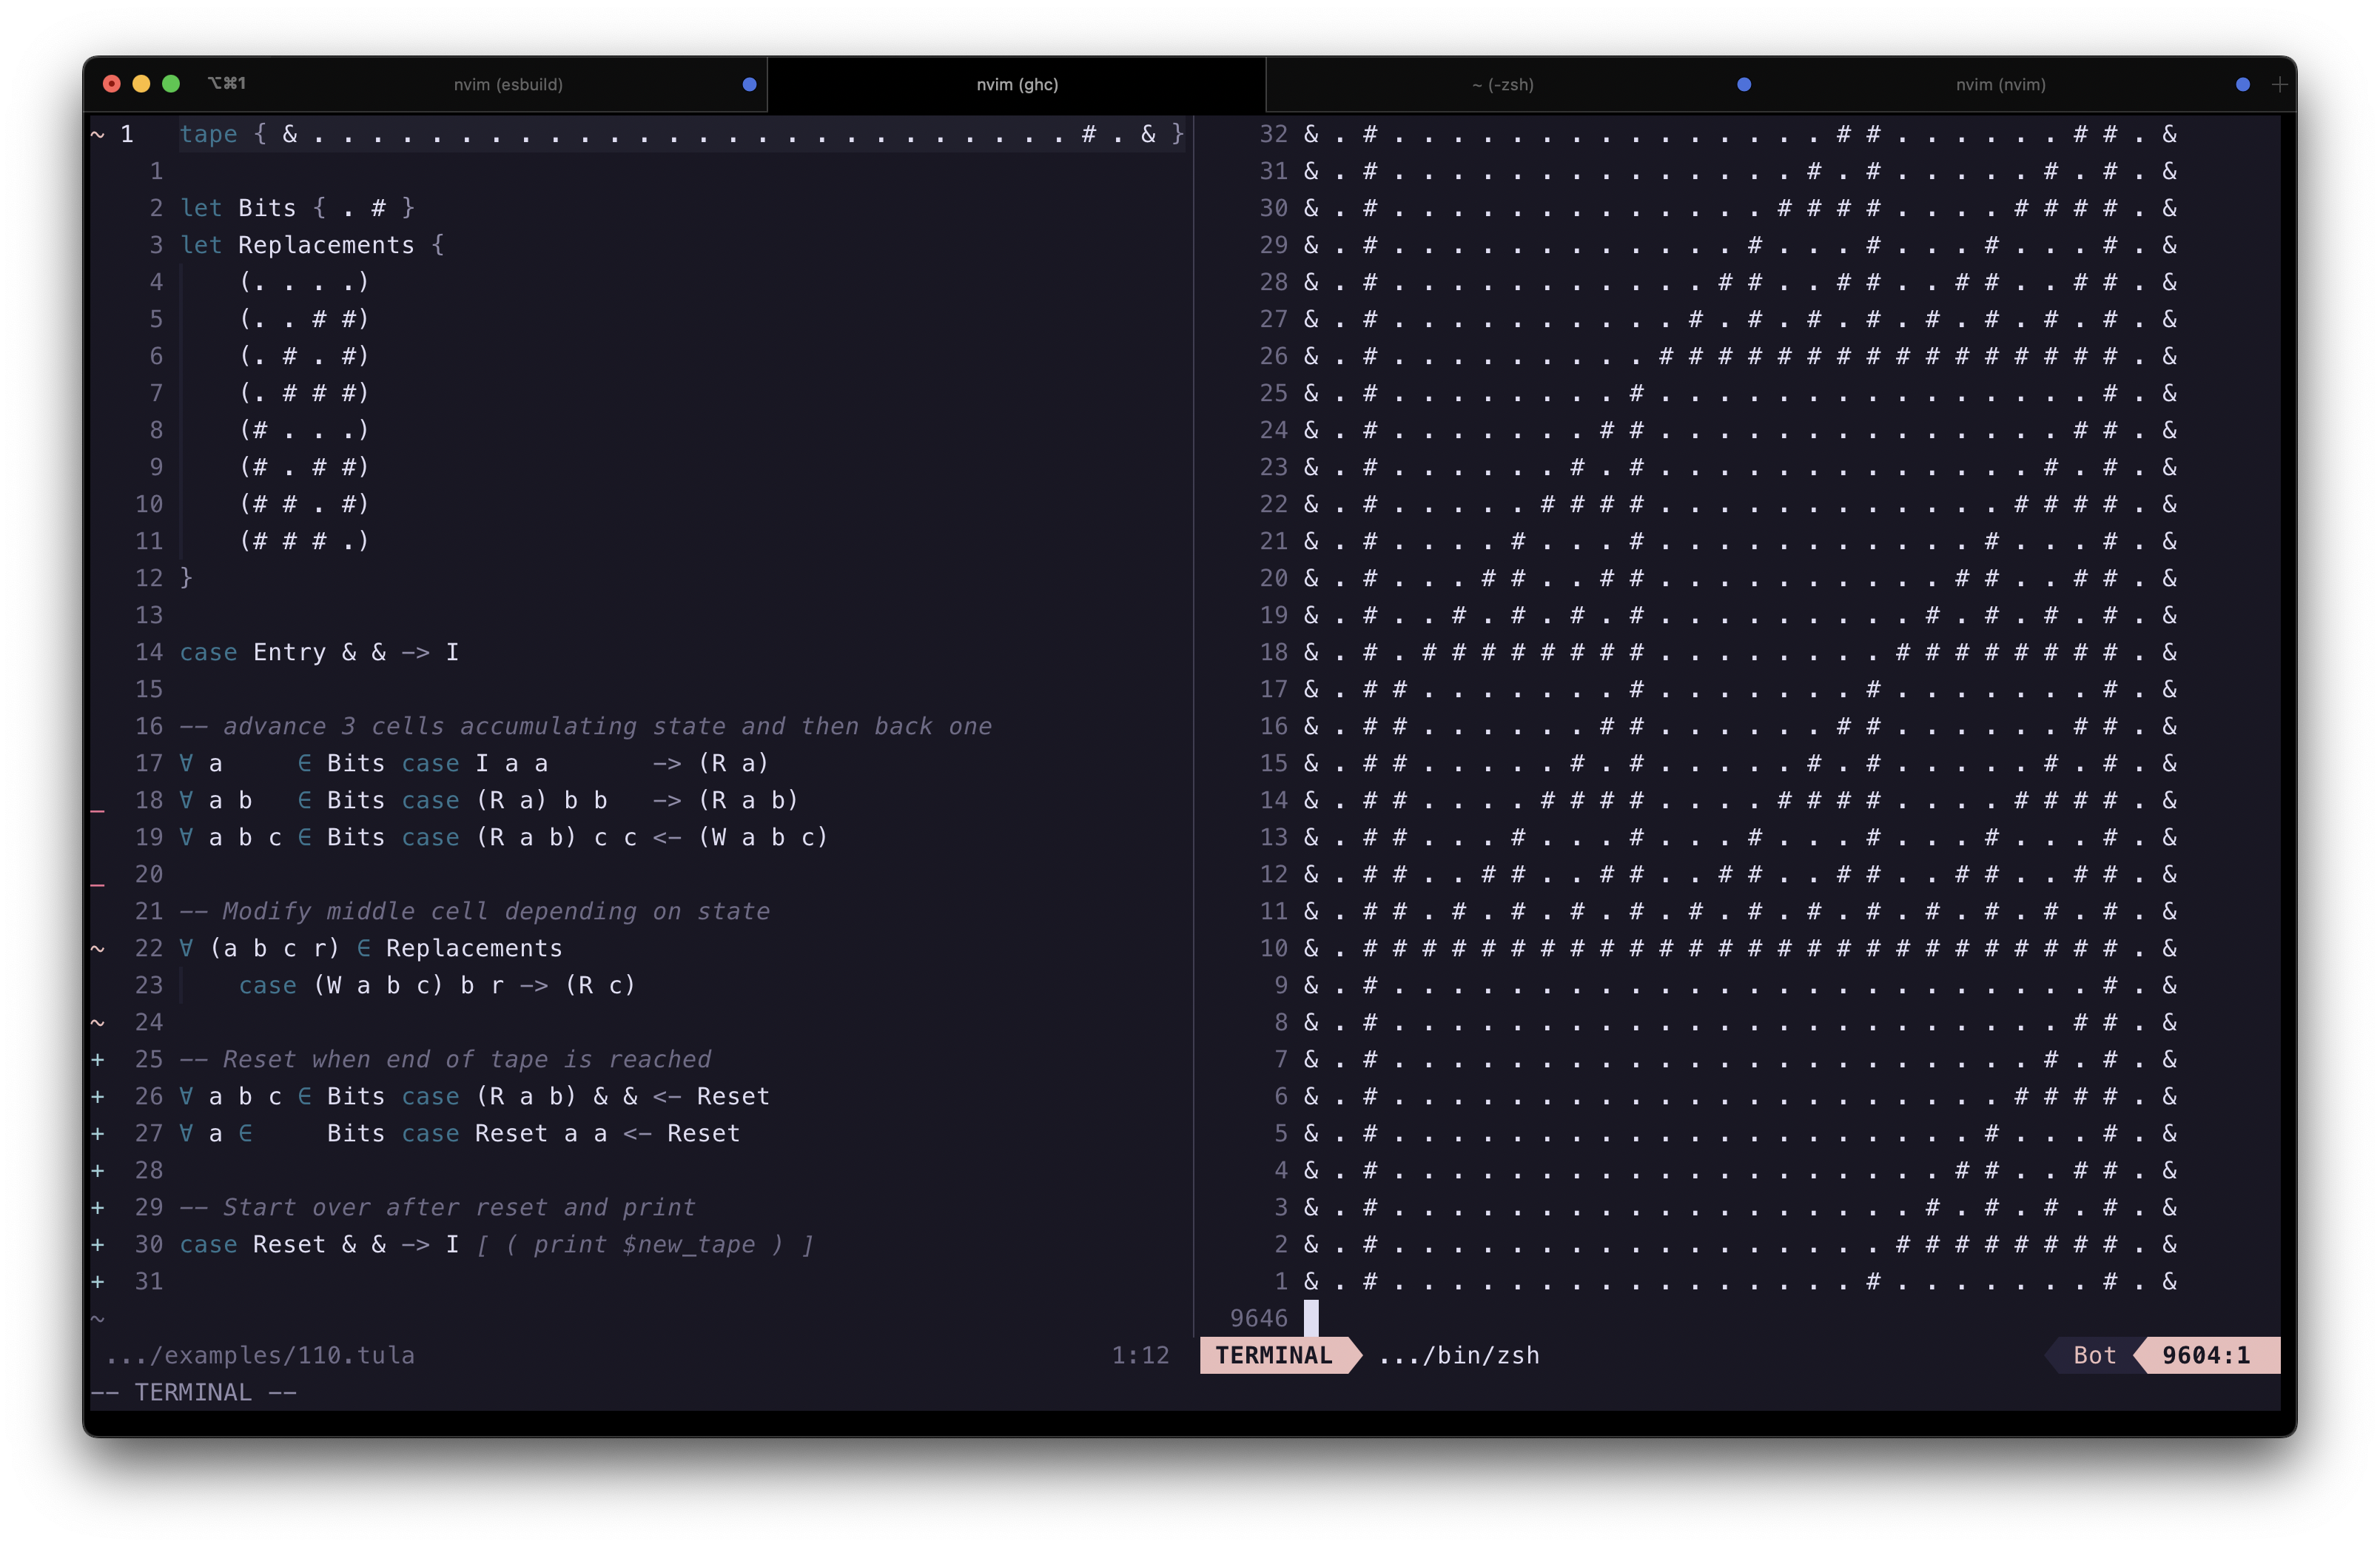 ⌥⌘1 nvim (esbuild) nvim (ghc) ~ (-zsh) nvim (nvim) +
~ 1 tape { & . . . . . . . . . . . . . . . . . . . . . . . . . . # . & }
1
2 let Bits { . # }
3 let Replacements {
4 (. . . .)
5 (. . # #)
6 (. # . #)
7 (. # # #)
8 (# . . .)
9 (# . # #)
10 (# # . #)
11 (# # # .)
12 }
13
14 case Entry & & -> I
15
16 -- advance 3 cells accumulating state and then back one
17 ∀ a ∈ Bits case I a a -> (R a)
_ 18 ∀ a b ∈ Bits case (R a) b b -> (R a b)
19 ∀ a b c ∈ Bits case (R a b) c c <- (W a b c)
_ 20
21 -- Modify middle cell depending on state
~ 22 ∀ (a b c r) ∈ Replacements
23 case (W a b c) b r -> (R c)
~ 24
+ 25 -- Reset when end of tape is reached
+ 26 ∀ a b c ∈ Bits case (R a b) & & <- Reset
+ 27 ∀ a ∈ Bits case Reset a a <- Reset
+ 28
+ 29 -- Start over after reset and print
+ 30 case Reset & & -> I [ ( print $new_tape ) ]
+ 31
~
.../examples/110.tula 1:12
-- TERMINAL --
32 & . # . . . . . . . . . . . . . . . # # . . . . . . # # . &
31 & . # . . . . . . . . . . . . . . # . # . . . . . # . # . &
30 & . # . . . . . . . . . . . . . # # # # . . . . # # # # . &
29 & . # . . . . . . . . . . . . # . . . # . . . # . . . # . &
28 & . # . . . . . . . . . . . # # . . # # . . # # . . # # . &
27 & . # . . . . . . . . . . # . # . # . # . # . # . # . # . &
26 & . # . . . . . . . . . # # # # # # # # # # # # # # # # . &
25 & . # . . . . . . . . # . . . . . . . . . . . . . . . # . &
24 & . # . . . . . . . # # . . . . . . . . . . . . . . # # . &
23 & . # . . . . . . # . # . . . . . . . . . . . . . # . # . &
22 & . # . . . . . # # # # . . . . . . . . . . . . # # # # . &
21 & . # . . . . # . . . # . . . . . . . . . . . # . . . # . &
20 & . # . . . # # . . # # . . . . . . . . . . # # . . # # . &
19 & . # . . # . # . # . # . . . . . . . . . # . # . # . # . &
18 & . # . # # # # # # # # . . . . . . . . # # # # # # # # . &
17 & . # # . . . . . . . # . . . . . . . # . . . . . . . # . &
16 & . # # . . . . . . # # . . . . . . # # . . . . . . # # . &
15 & . # # . . . . . # . # . . . . . # . # . . . . . # . # . &
14 & . # # . . . . # # # # . . . . # # # # . . . . # # # # . &
13 & . # # . . . # . . . # . . . # . . . # . . . # . . . # . &
12 & . # # . . # # . . # # . . # # . . # # . . # # . . # # . &
11 & . # # . # . # . # . # . # . # . # . # . # . # . # . # . &
10 & . # # # # # # # # # # # # # # # # # # # # # # # # # # . &
9 & . # . . . . . . . . . . . . . . . . . . . . . . . . # . &
8 & . # . . . . . . . . . . . . . . . . . . . . . . . # # . &
7 & . # . . . . . . . . . . . . . . . . . . . . . . # . # . &
6 & . # . . . . . . . . . . . . . . . . . . . . . # # # # . &
5 & . # . . . . . . . . . . . . . . . . . . . . # . . . # . &
4 & . # . . . . . . . . . . . . . . . . . . . # # . . # # . &
3 & . # . . . . . . . . . . . . . . . . . . # . # . # . # . &
2 & . # . . . . . . . . . . . . . . . . . # # # # # # # # . &
1 & . # . . . . . . . . . . . . . . . . # . . . . . . . # . &
9646
TERMINAL .../bin/zsh Bot 9604:1